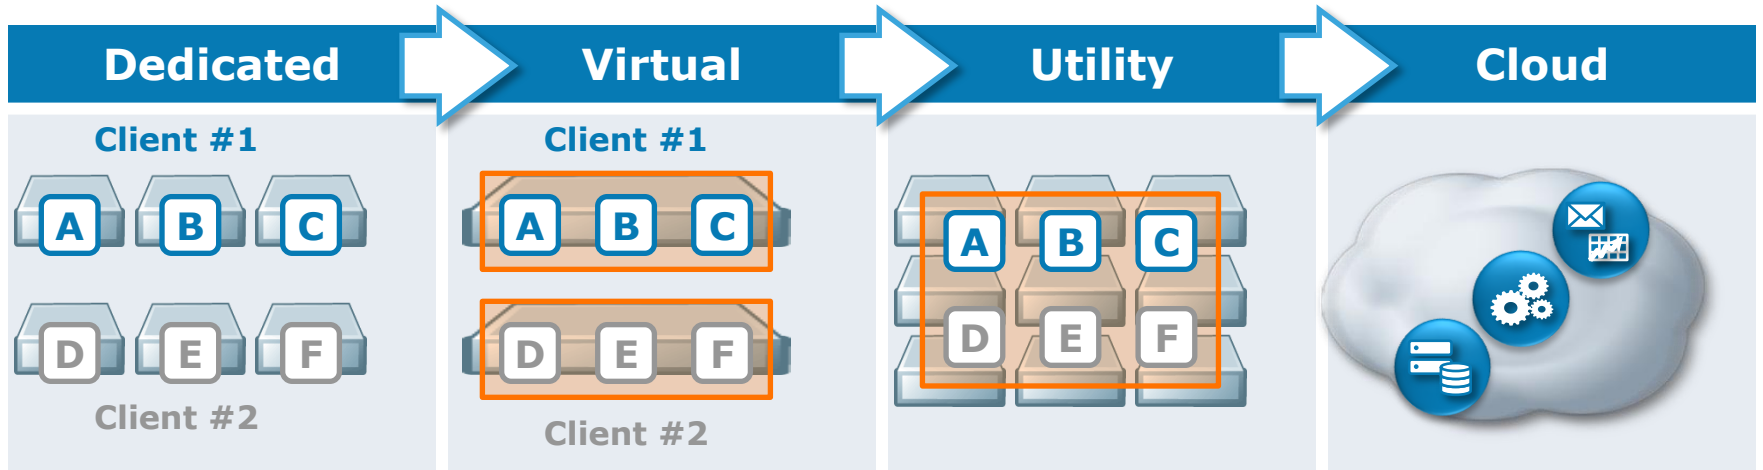 Dedicated
Virtual
Utility
Cloud
Client #1
A B C
D E F
Client #2
Client #1
A B C
D E F
Client #2
A B C
D E F